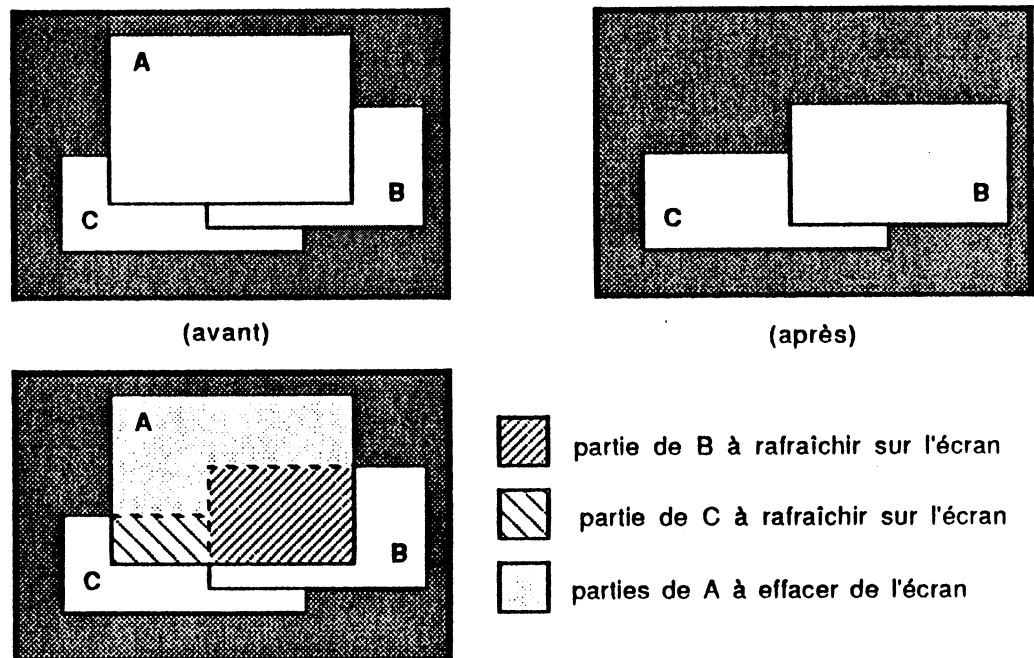 A
B
C
(avant)
C
B
(après)
A
B
C
partie de B à rafraîchir sur l'écran
partie de C à rafraîchir sur l'écran
parties de A à effacer de l'écran